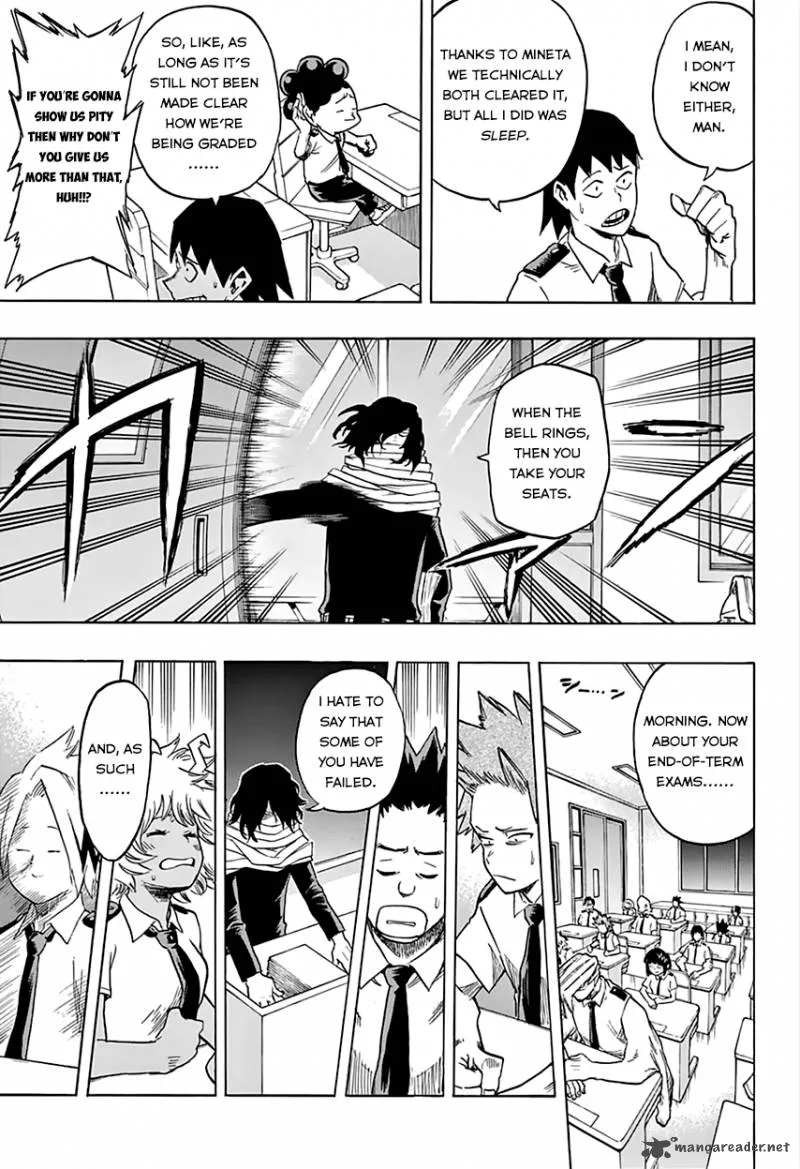 I MEAN,
I DON'T
KNOW
EITHER,
MAN.
THANKS TO MINETA
WE TECHNICALLY
BOTH CLEARED IT,
BUT ALL I DID WAS
SLEEP.
SO, LIKE, AS
LONG AS IT'S
STILL NOT BEEN
MADE CLEAR
HOW WE'RE
BEING GRADED
......
IF YOU'RE GONNA
SHOW US PITY
THEN WHY DON'T
YOU GIVE US
MORE THAN THAT,
HUH!!!?
WHEN THE
BELL RINGS,
THEN YOU
TAKE YOUR
SEATS.
カァン
MORNING. NOW
ABOUT YOUR
END-OF-TERM
EXAMS......
I HATE TO
SAY THAT
SOME OF
YOU HAVE
FAILED.
AND, AS
SUCH
......
mangareader.net